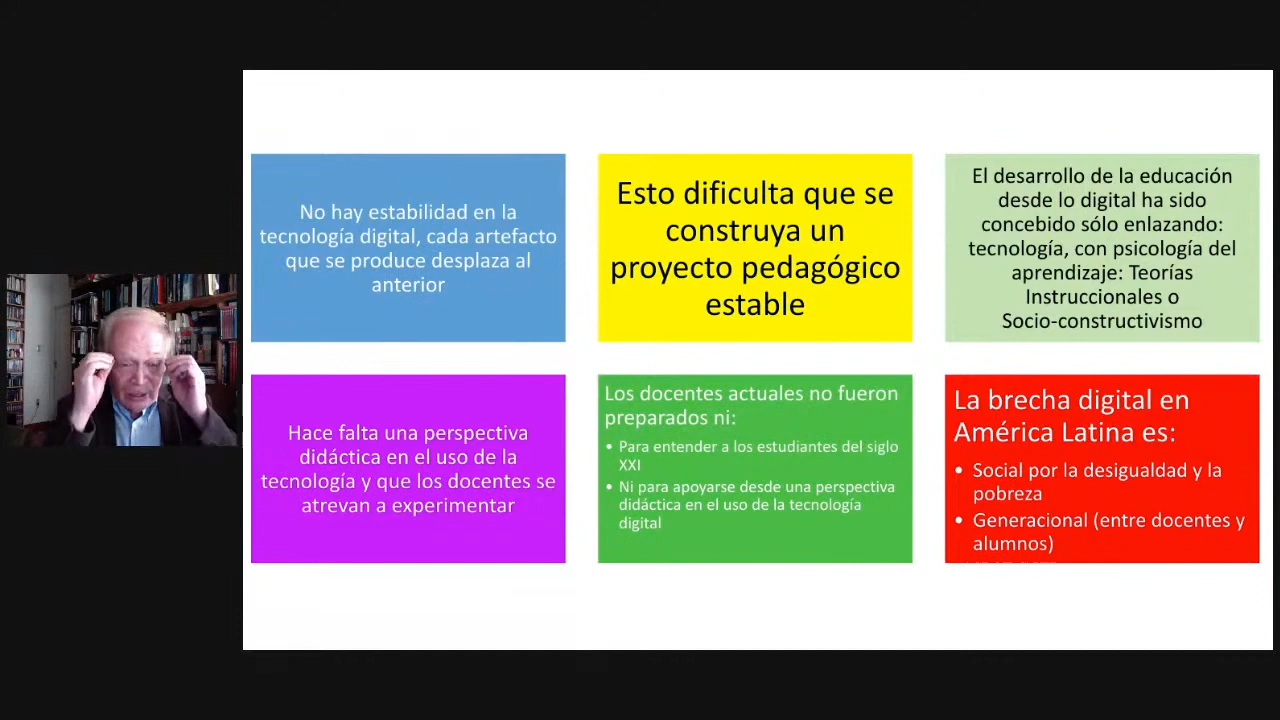 No hay estabilidad en la
tecnología digital, cada artefacto
que se produce desplaza al
anterior
Esto dificulta que se
construya un
proyecto pedagógico
estable
El desarrollo de la educación
desde lo digital ha sido
concebido sólo enlazando:
tecnología, con psicología del
aprendizaje: Teorías
Instruccionales o
Socio-constructivismo
Hace falta una perspectiva
didáctica en el uso de la
tecnología y que los docentes se
atrevan a experimentar
Los docentes actuales no fueron
preparados ni:
• Para entender a los estudiantes del siglo
XXI
• Ni para apoyarse desde una perspectiva
didáctica en el uso de la tecnología
digital
La brecha digital en
América Latina es:
• Social por la desigualdad y la
pobreza
• Generacional (entre docentes y
alumnos)